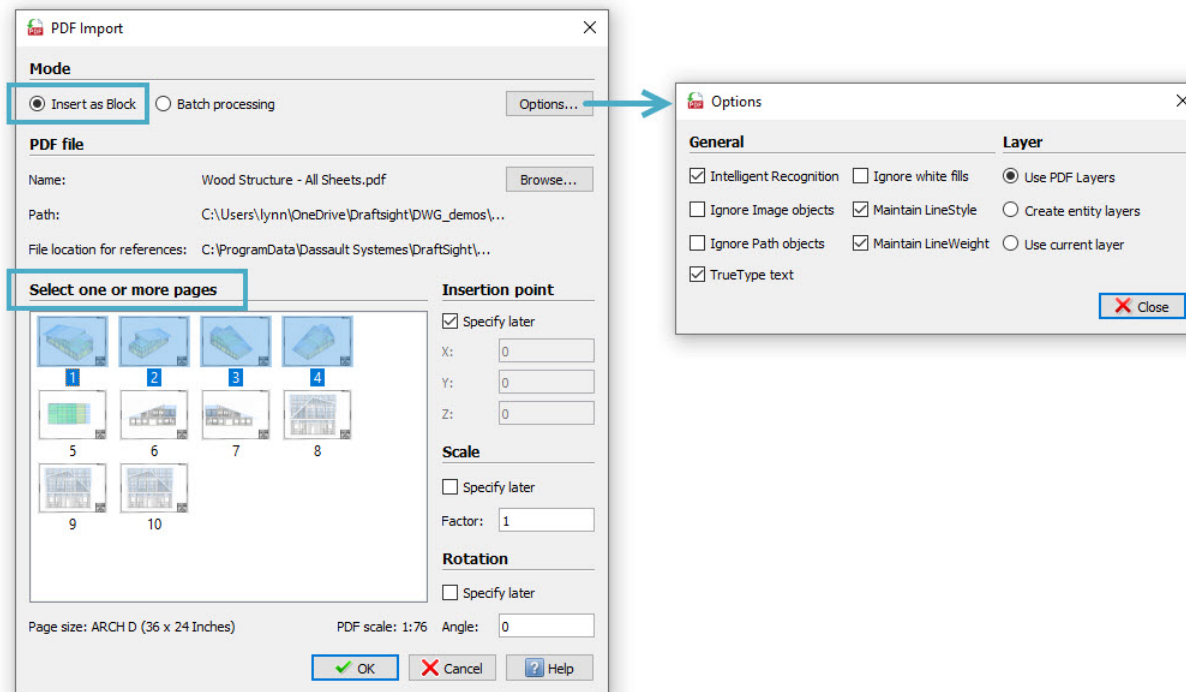 PDF Import
Mode
Insert as Block Batch processing Options...
PDF file
Name: Wood Structure - All Sheets.pdf Browse...
Path: C:\Users\lynn\OneDrive\Draftsight\DWG_demos\...
File location for references: C:\ProgramData\Dassault Systemes\DraftSight\...
Select one or more pages
1 2 3 4
5 6 7 8
9 10
Page size: ARCH D (36 x 24 Inches) PDF scale: 1:76
Insertion point
Specify later
X: 0
Y: 0
Z: 0
Scale
Specify later
Factor: 1
Rotation
Specify later
Angle: 0
OK Cancel Help
Options
General Layer
Intelligent Recognition Ignore white fills Use PDF Layers
Ignore Image objects Maintain LineStyle Create entity layers
Ignore Path objects Maintain LineWeight Use current layer
TrueType text
Close